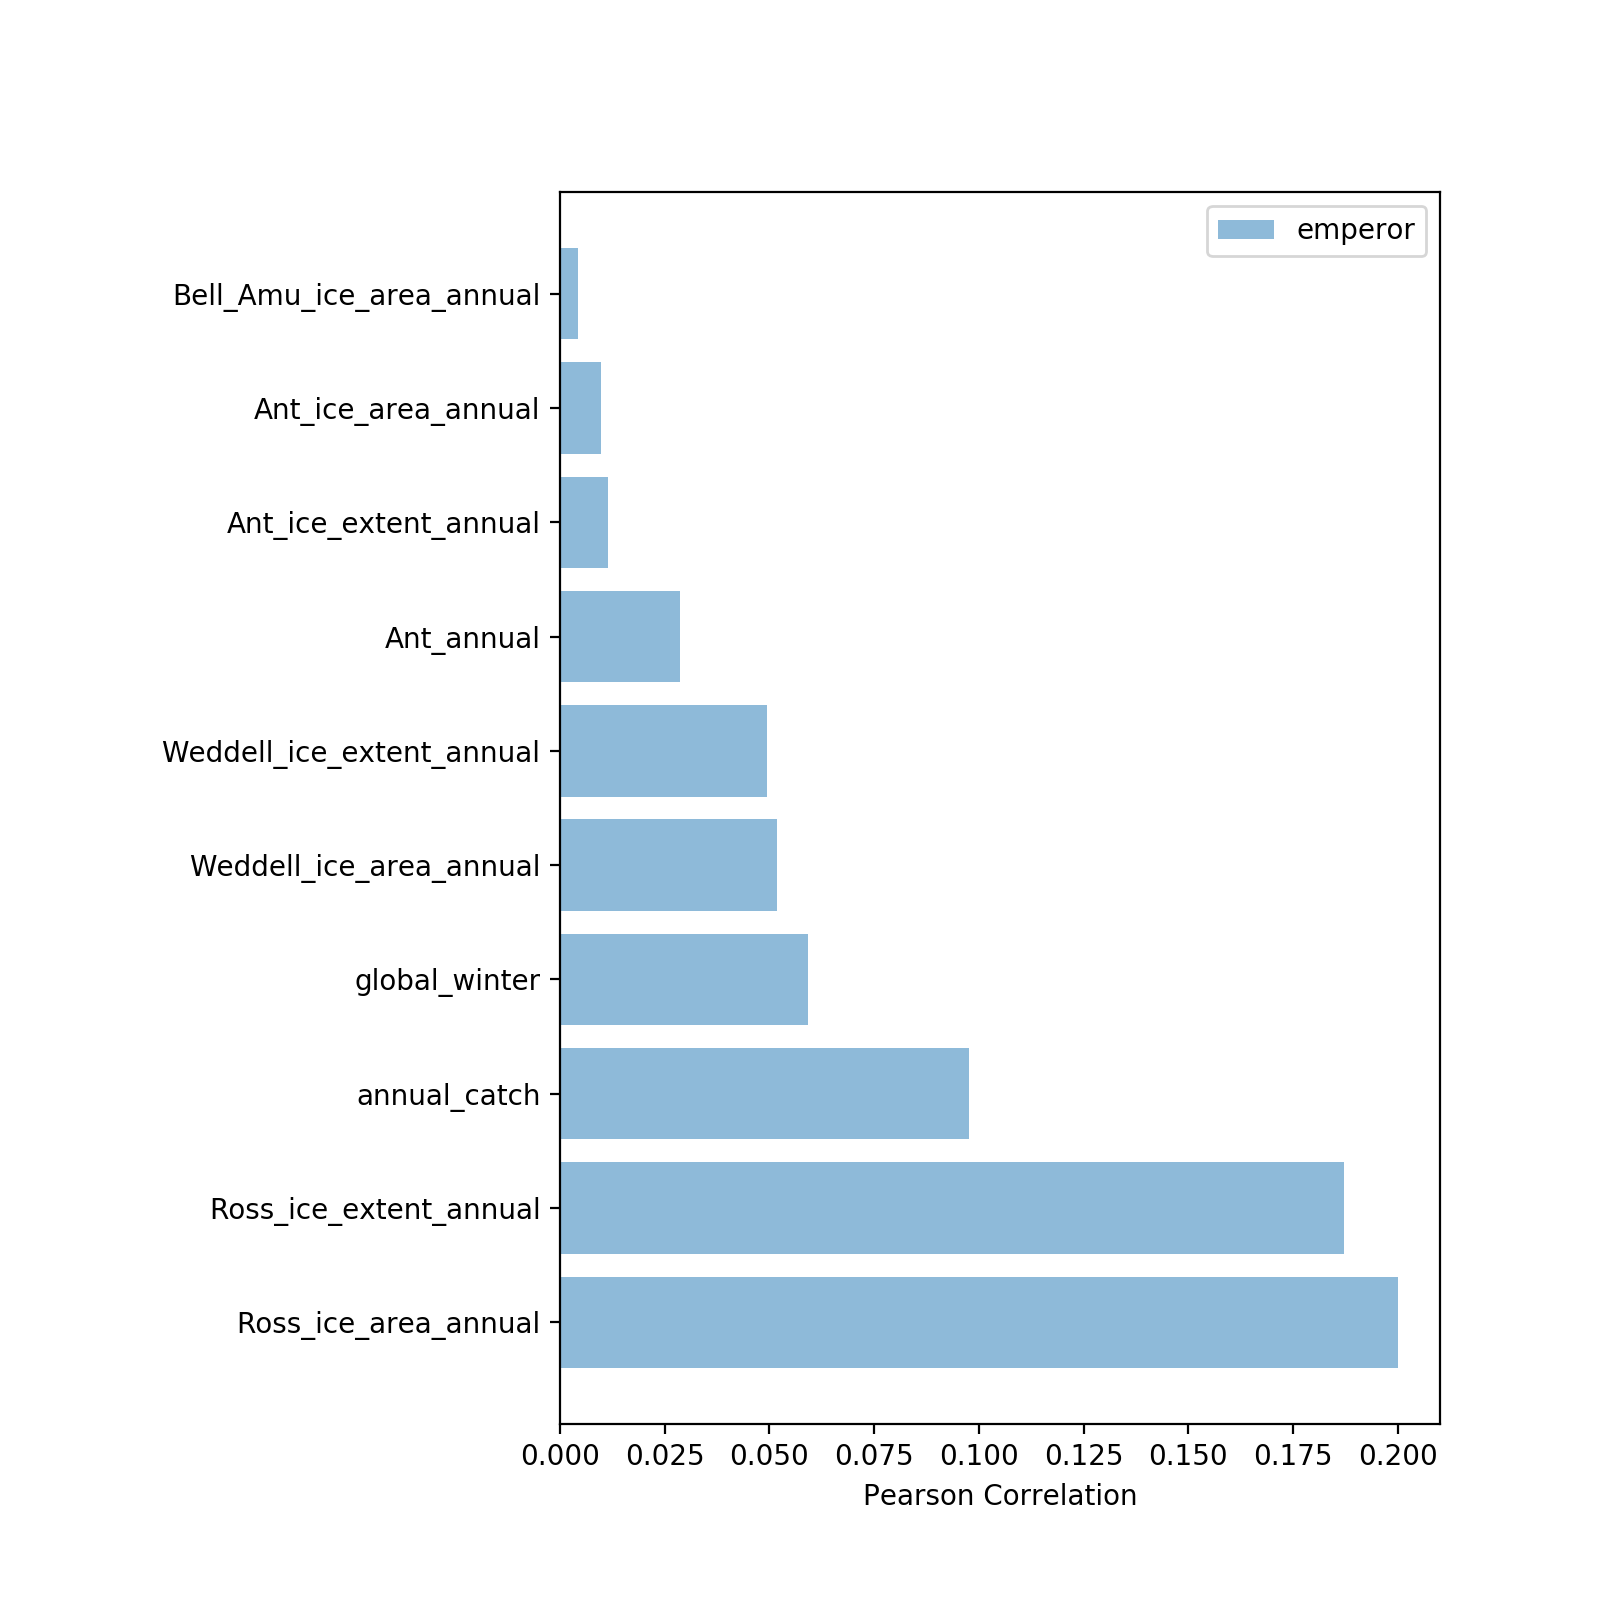 emperor
Bell_Amu_ice_area_annual
Ant_ice_area_annual
Ant_ice_extent_annual
Ant_annual
Weddell_ice_extent_annual
Weddell_ice_area_annual
global_winter
annual_catch
Ross_ice_extent_annual
Ross_ice_area_annual
0.000 0.025 0.050 0.075 0.100 0.125 0.150 0.175 0.200
Pearson Correlation